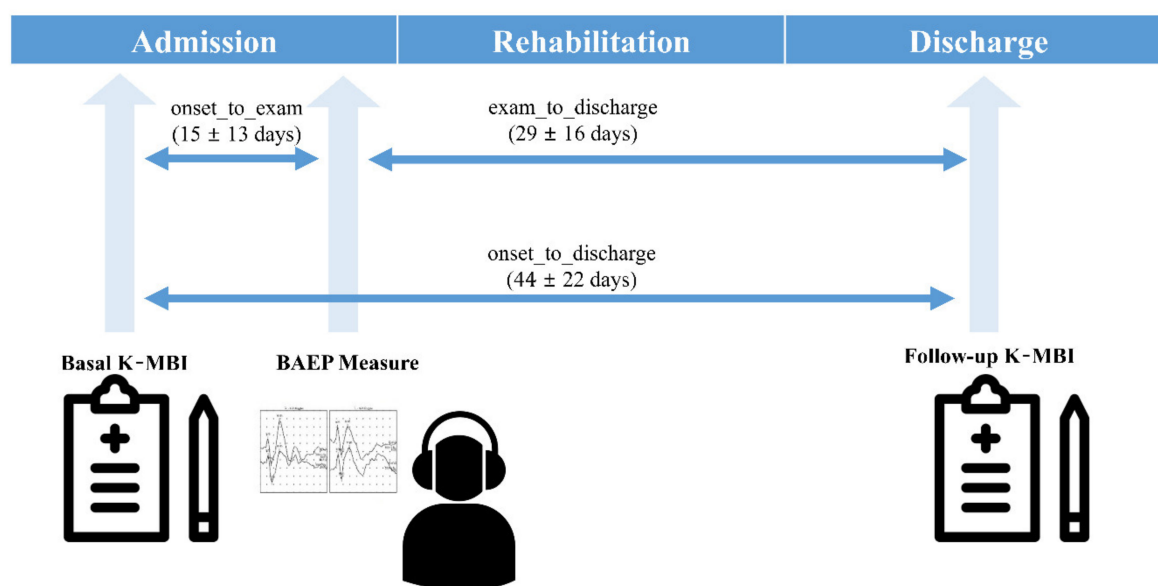 Admission Rehabilitation Discharge
onset_to_exam
(15 ± 13 days)
exam_to_discharge
(29 ± 16 days)
onset_to_discharge
(44 ± 22 days)
Basal K-MBI
BAEP Measure
Follow-up K-MBI